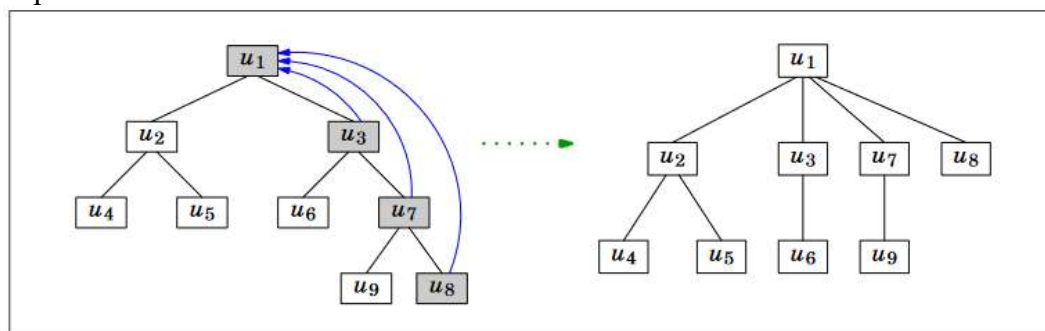 u₁ u₁
u₂ u₃ u₂ u₃ u₇ u₈
u₄ u₅ u₆ u₇
u₄ u₅ u₆ u₉
u₉ u₈